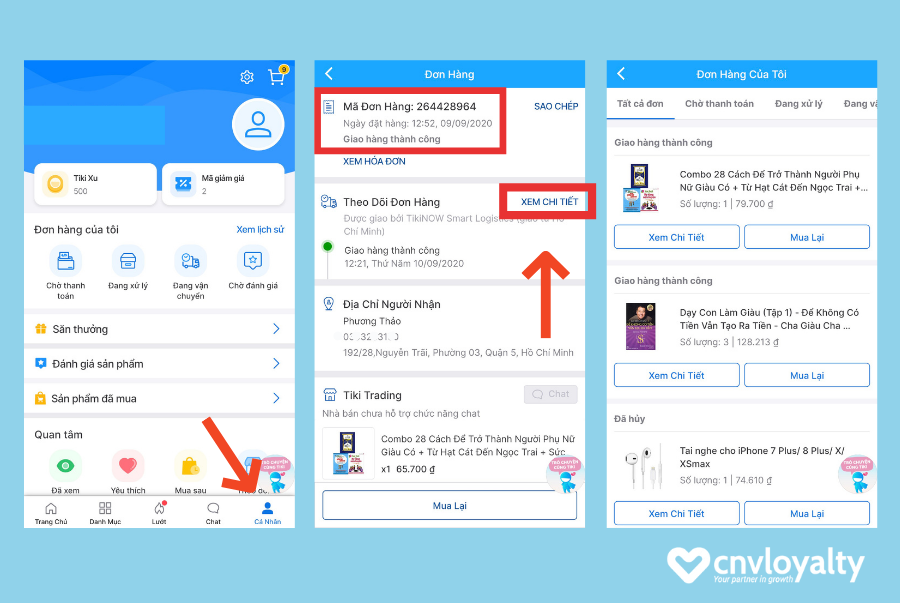 9
Tiki Xu
500
Mã giảm giá
2
Đơn hàng của tôi
Xem lịch sử
Chờ thanh
toán
Đang xử lý
Đang vận
chuyển
Chờ đánh giá
Săn thưởng
Đánh giá sản phẩm
Sản phẩm đã mua
Quan tâm
Đã xem
Yêu thích
Mua sau
TRÒ CHUYỆN
CÙNG TIKI
Trang Chủ
Danh Mục
Lướt
Chat
Cá Nhân
Đơn Hàng
Mã Đơn Hàng: 264428964
SAO CHÉP
Ngày đặt hàng: 12:52, 09/09/2020
Giao hàng thành công
XEM HÓA ĐƠN
Theo Dõi Đơn Hàng
XEM CHI TIẾT
Được giao bởi TikiNOW Smart Logistics (giao từ Hồ
Chí Minh)
Giao hàng thành công
12:21, Thứ Năm 10/09/2020
Địa Chỉ Người Nhận
Phương Thảo
192/28,Nguyễn Trãi, Phường 03, Quận 5, Hồ Chí Minh
Tiki Trading
Chat
Nhà bán chưa hỗ trợ chức năng chat
Combo 28 Cách Để Trở Thành Người Phụ Nữ
Giàu Có + Từ Hạt Cát Đến Ngọc Trai + Sức
x1 65.700 ₫
TRÒ CHUYỆN
CÙNG TIKI
Mua Lại
Đơn Hàng Của Tôi
Tất cả đơn
Chờ thanh toán
Đang xử lý
Đang vậ
Giao hàng thành công
Combo 28 Cách Để Trở Thành Người Phụ
Nữ Giàu Có + Từ Hạt Cát Đến Ngọc Trai +...
Số lượng: 1 | 79.700 ₫
Xem Chi Tiết
Mua Lại
Giao hàng thành công
Dạy Con Làm Giàu (Tập 1) - Để Không Có
Tiền Vẫn Tạo Ra Tiền - Cha Giàu Cha ...
Số lượng: 3 | 128.213 ₫
Xem Chi Tiết
Mua Lại
Đã hủy
Tai nghe cho iPhone 7 Plus/ 8 Plus/ X/
XSmax
Số lượng: 1 | 74.610 ₫
TRÒ CHUYỆN
CÙNG TIKI
Xem Chi Tiết
Mua Lại
cnvloyalty
Your partner in growth